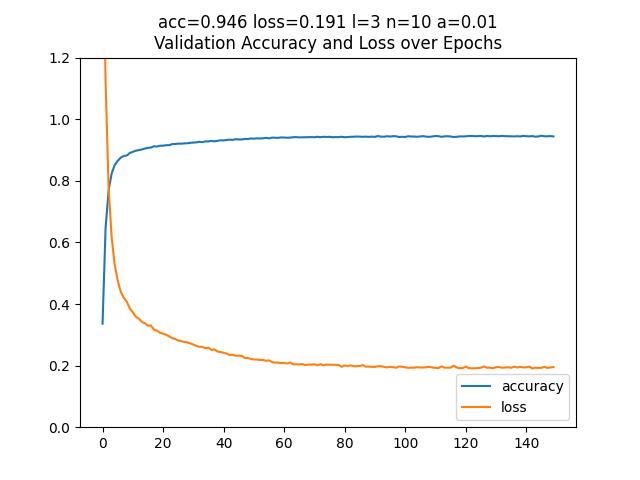 acc=0.946 loss=0.191 l=3 n=10 a=0.01
Validation Accuracy and Loss over Epochs
1.2
1.0
0.8
0.6
0.4
0.2
0.0
accuracy
loss
0 20 40 60 80 100 120 140